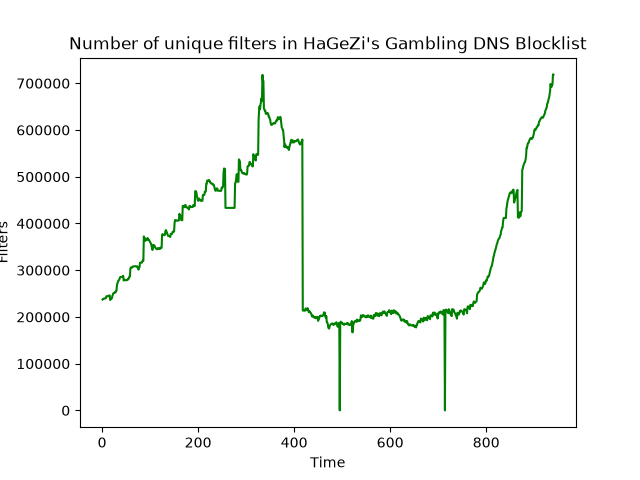 Number of unique filters in HaGeZi's Gambling DNS Blocklist
700000
600000
500000
400000
300000
200000
100000
0
Filters
0 200 400 600 800
Time